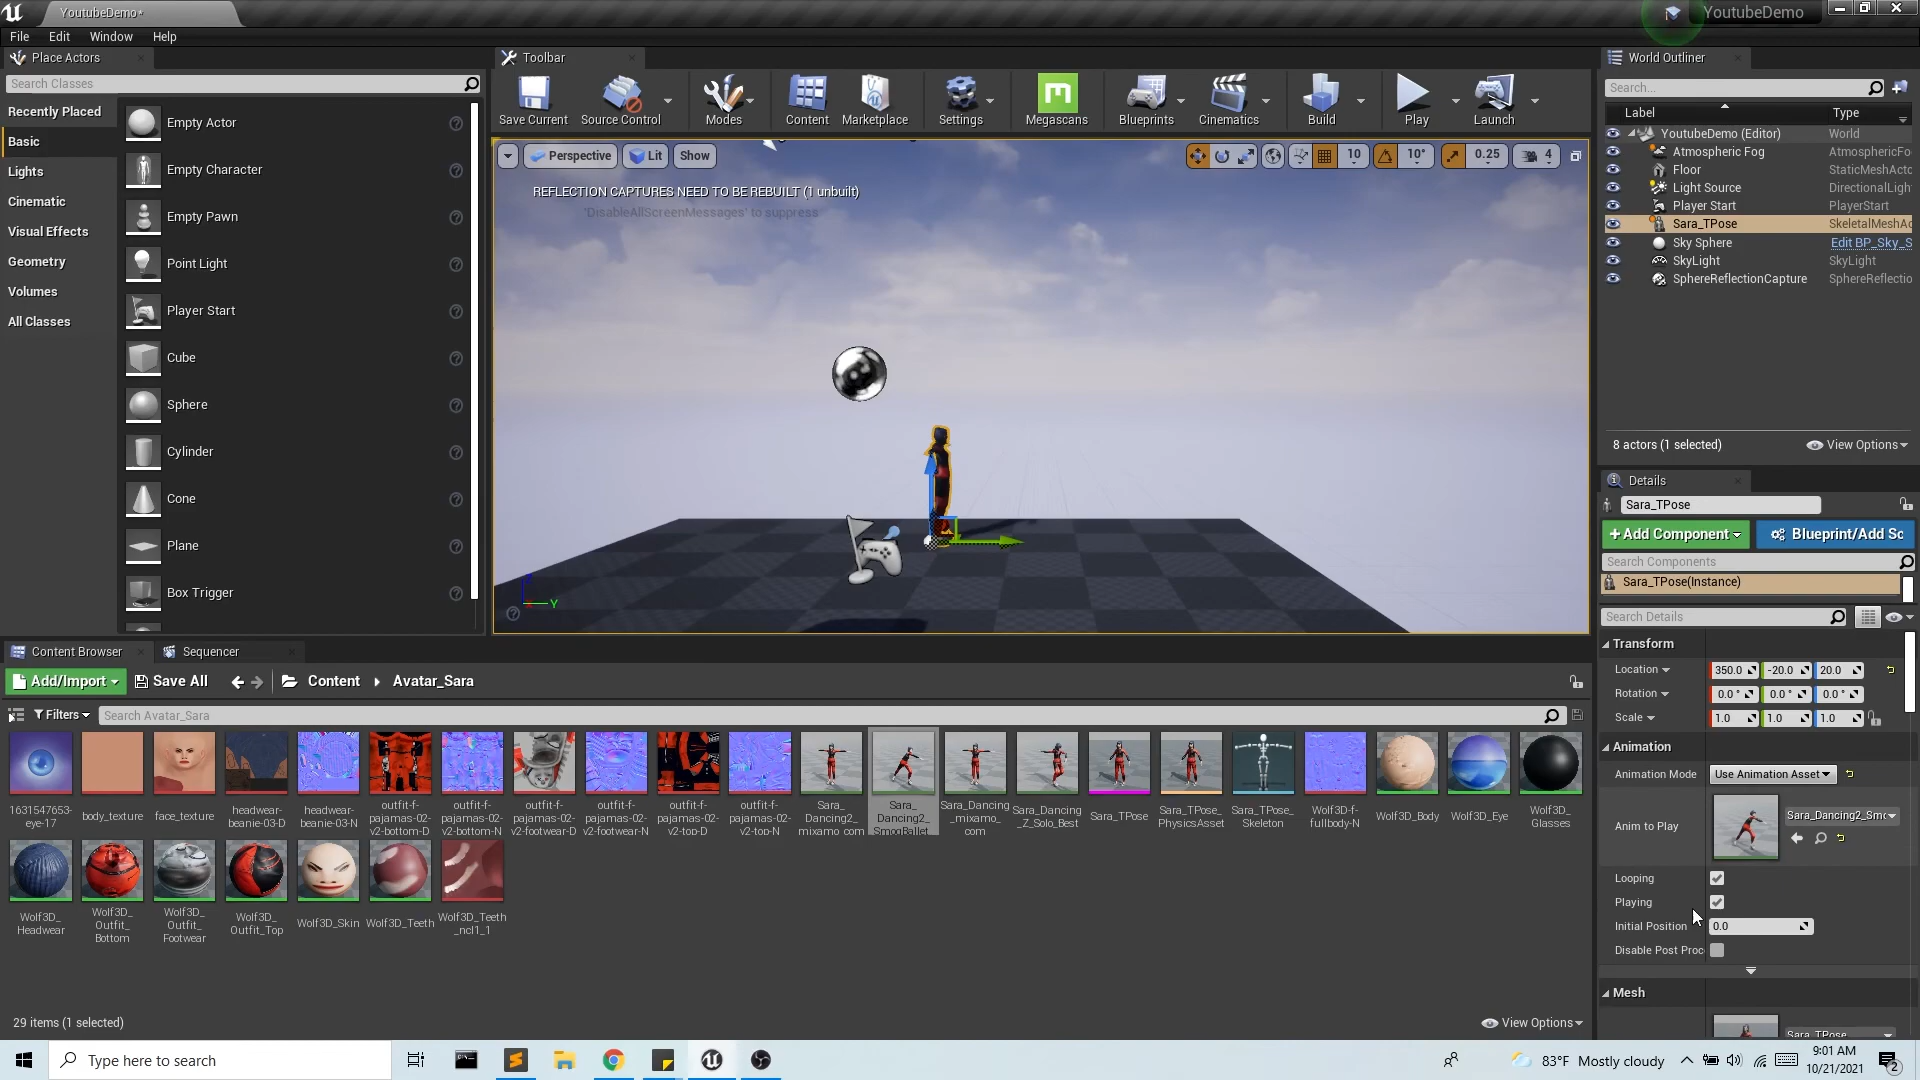 YoutubeDemo*
YoutubeDemo
File Edit Window Help
Place Actors
Search Classes
Recently Placed
Basic
Lights
Cinematic
Visual Effects
Geometry
Volumes
All Classes
Empty Actor
Empty Character
Empty Pawn
Point Light
Player Start
Cube
Sphere
Cylinder
Cone
Plane
Box Trigger
Toolbar
Save Current Source Control Modes Content Marketplace Settings Megascans Blueprints Cinematics Build Play Launch
Perspective Lit Show
10 10° 0.25 4
REFLECTION CAPTURES NEED TO BE REBUILT (1 unbuilt)
'DisableAllScreenMessages' to suppress
Y
World Outliner
Search...
Label Type
YoutubeDemo (Editor) World
Atmospheric Fog AtmosphericFo
Floor StaticMeshActo
Light Source DirectionalLigh
Player Start PlayerStart
Sara_TPose SkeletalMeshAc
Sky Sphere Edit BP_Sky_S
SkyLight SkyLight
SphereReflectionCapture SphereReflectio
8 actors (1 selected) View Options
Details
Sara_TPose
+Add Component Blueprint/Add Sc
Search Components
Sara_TPose(Instance)
Search Details
Transform
Location 350.0 -20.0 20.0
Rotation 0.0 ° 0.0 ° 0.0 °
Scale 1.0 1.0 1.0
Animation
Animation Mode Use Animation Asset
Anim to Play Sara_Dancing2_Smo
Looping
Playing
Initial Position 0.0
Disable Post Proc
Mesh
Sara_TPose
Content Browser Sequencer
Add/Import Save All Content Avatar_Sara
Filters Search Avatar_Sara
1631547653-eye-17
body_texture
face_texture
headwear-beanie-03-D
headwear-beanie-03-N
outfit-f-pajamas-02-v2-bottom-D
outfit-f-pajamas-02-v2-bottom-N
outfit-f-pajamas-02-v2-footwear-D
outfit-f-pajamas-02-v2-footwear-N
outfit-f-pajamas-02-v2-top-D
outfit-f-pajamas-02-v2-top-N
Sara_Dancing2_mixamo_com
Sara_Dancing2_SmogBallet
Sara_Dancing_mixamo_com
Sara_Dancing_Z_Solo_Best
Sara_TPose
Sara_TPose_PhysicsAsset
Sara_TPose_Skeleton
Wolf3D-f-fullbody-N
Wolf3D_Body
Wolf3D_Eye
Wolf3D_Glasses
Wolf3D_Headwear
Wolf3D_Outfit_Bottom
Wolf3D_Outfit_Footwear
Wolf3D_Outfit_Top
Wolf3D_Skin
Wolf3D_Teeth
Wolf3D_Teeth_ncl1_1
29 items (1 selected) View Options
Type here to search
83°F Mostly cloudy
9:01 AM
10/21/2021
2